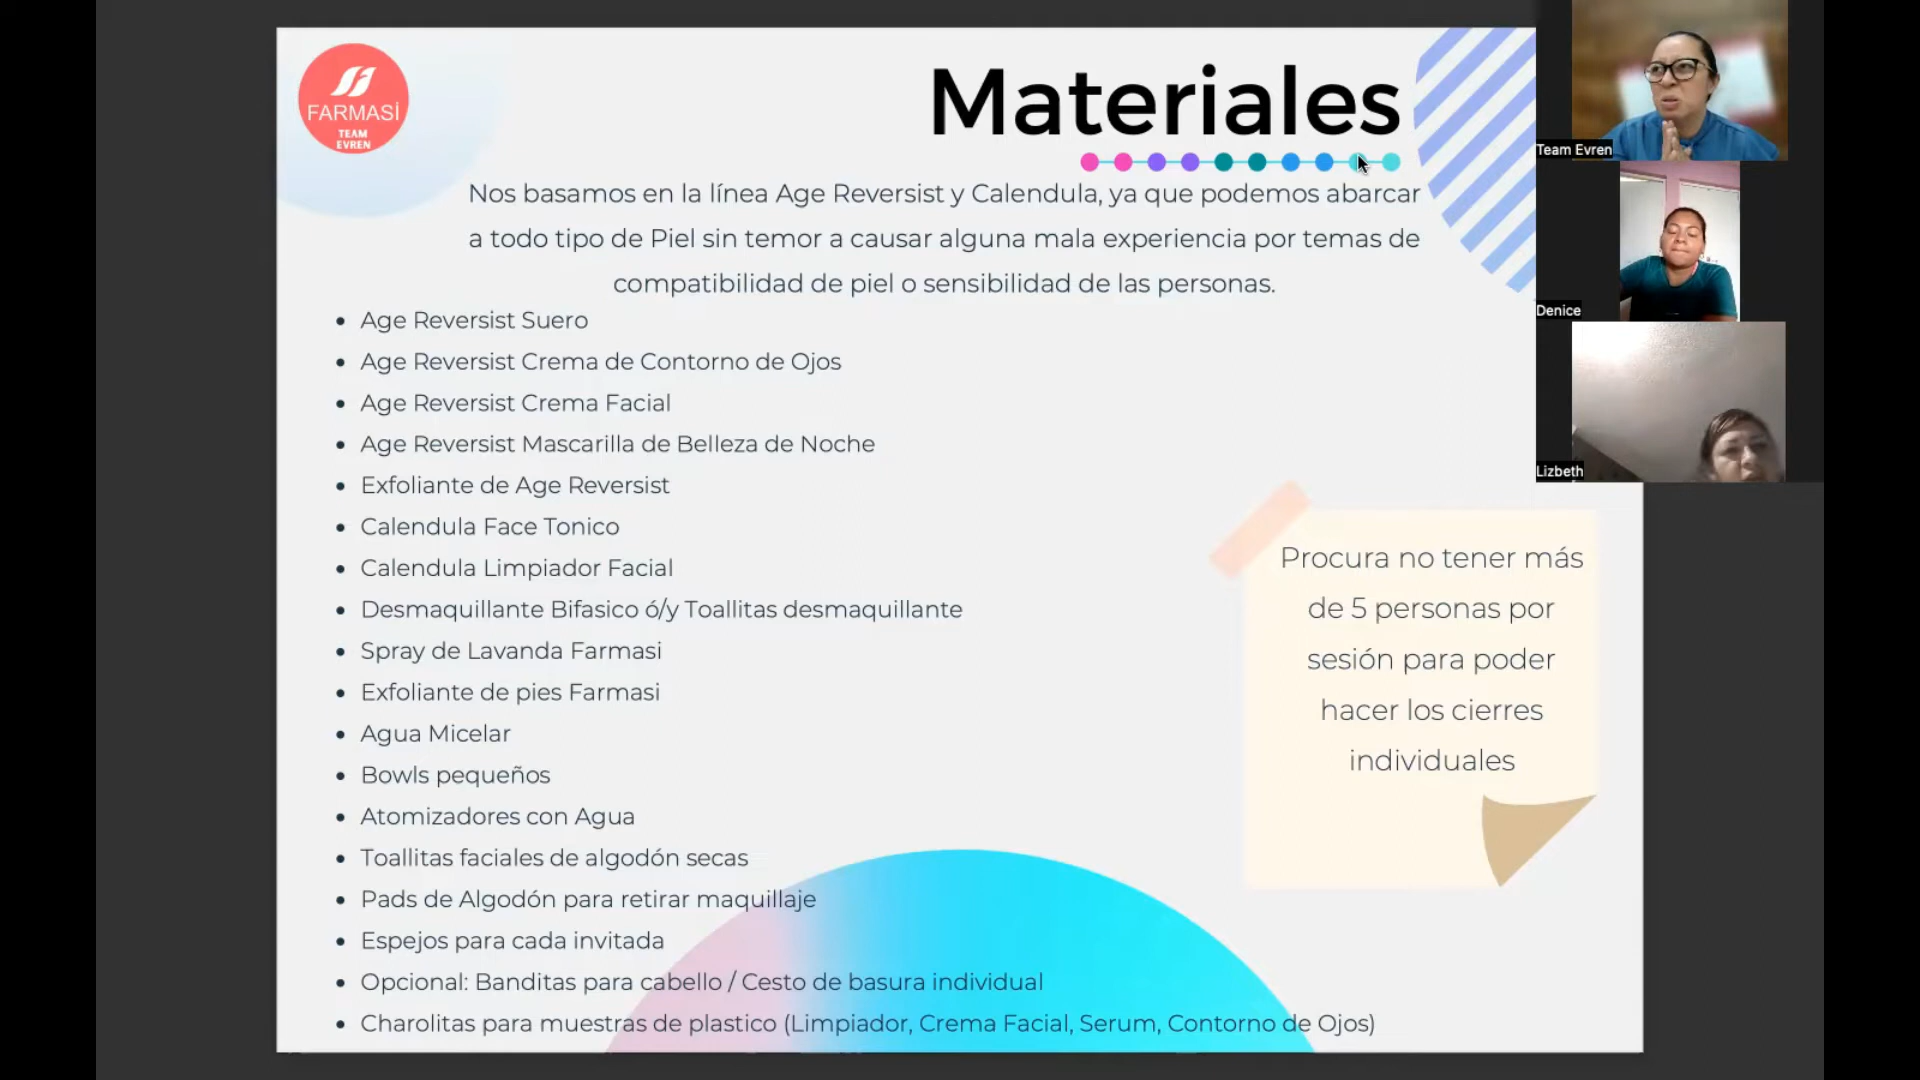 FARMASİ
TEAM
EVREN
Materiales
Nos basamos en la línea Age Reversist y Calendula, ya que podemos abarcar
a todo tipo de Piel sin temor a causar alguna mala experiencia por temas de
compatibilidad de piel o sensibilidad de las personas.
• Age Reversist Suero
• Age Reversist Crema de Contorno de Ojos
• Age Reversist Crema Facial
• Age Reversist Mascarilla de Belleza de Noche
• Exfoliante de Age Reversist
• Calendula Face Tonico
• Calendula Limpiador Facial
• Desmaquillante Bifasico ó/y Toallitas desmaquillante
• Spray de Lavanda Farmasi
• Exfoliante de pies Farmasi
• Agua Micelar
• Bowls pequeños
• Atomizadores con Agua
• Toallitas faciales de algodón secas
• Pads de Algodón para retirar maquillaje
• Espejos para cada invitada
• Opcional: Banditas para cabello / Cesto de basura individual
• Charolitas para muestras de plastico (Limpiador, Crema Facial, Serum, Contorno de Ojos)
Procura no tener más
de 5 personas por
sesión para poder
hacer los cierres
individuales
Team Evren
Denice
Lizbeth